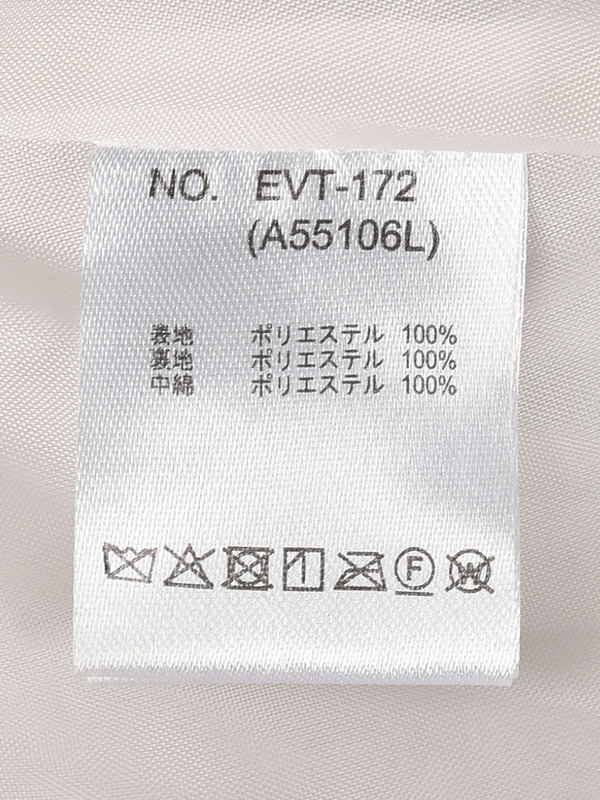 NO. EVT-172
(A55106L)
表地 ポリエステル 100%
裏地 ポリエステル 100%
中綿 ポリエステル 100%
F W